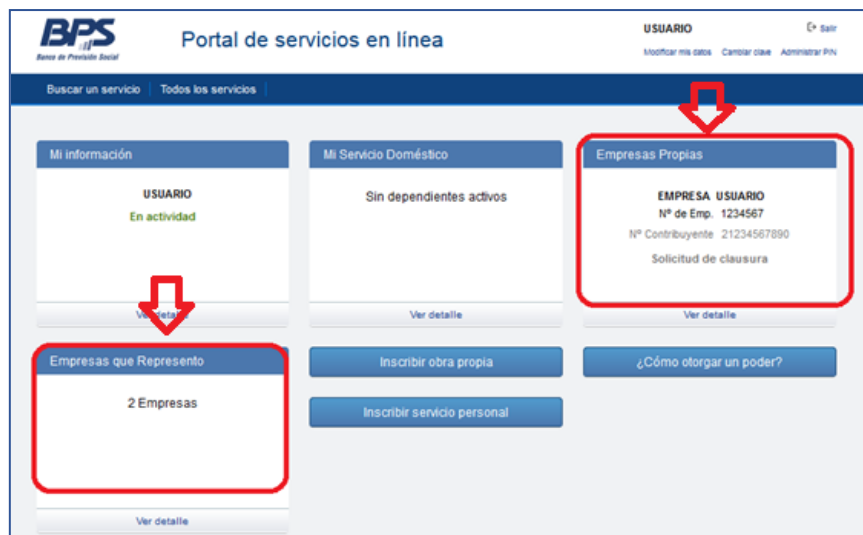 BPS
Banco de Previsión Social
Portal de servicios en línea
USUARIO
Salir
Modificar mis datos Cambiar clave Administrar PIN
Buscar un servicio Todos los servicios
Mi información
USUARIO
En actividad
Ver detalle
Mi Servicio Doméstico
Sin dependientes activos
Ver detalle
Empresas Propias
EMPRESA USUARIO
Nº de Emp. 1234567
Nº Contribuyente 21234567890
Solicitud de clausura
Ver detalle
Empresas que Represento
2 Empresas
Ver detalle
Inscribir obra propia
Inscribir servicio personal
¿Cómo otorgar un poder?